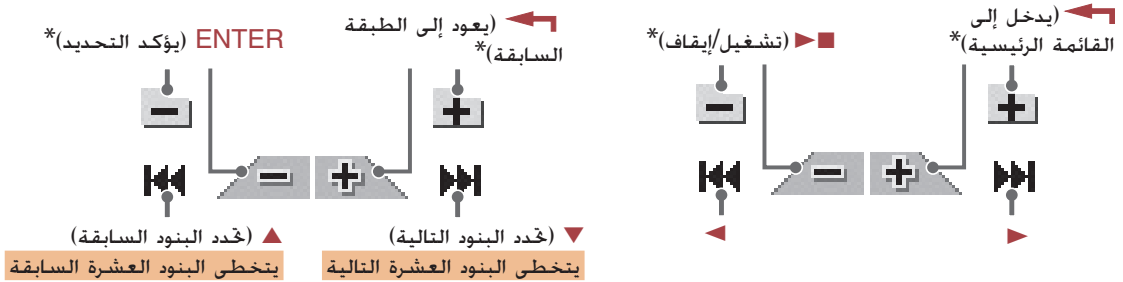 (يدخل إلى
القائمة الرئيسية)*
(تشغيل/إيقاف)*
(يعود إلى الطبقة
السابقة)*
ENTER (يؤكد التحديد)*
▼ (تحدد البنود التالية)
يتخطى البنود العشرة التالية
▲ (تحدد البنود السابقة)
يتخطى البنود العشرة السابقة